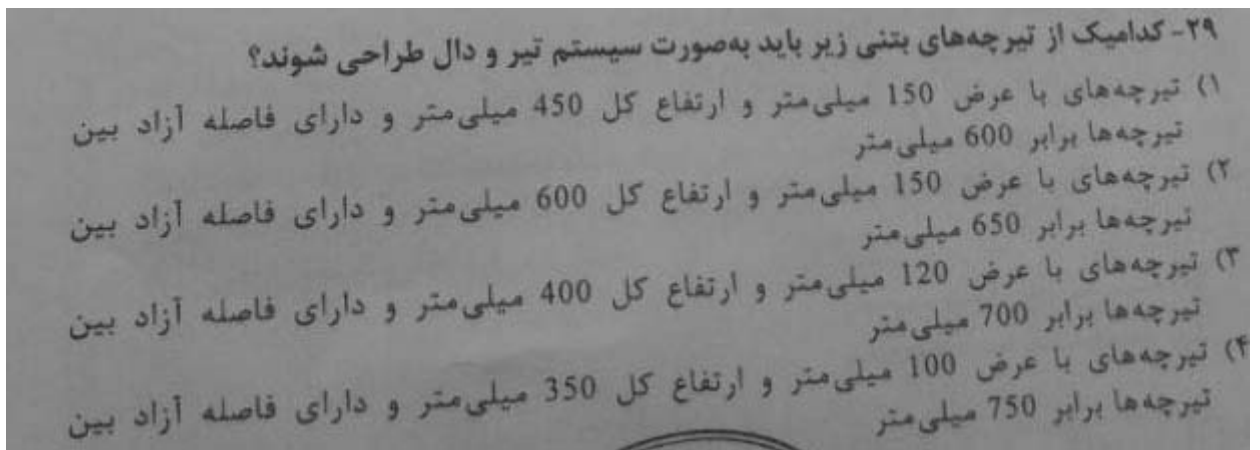 ۲۹- کدامیک از تیرچه‌های بتنی زیر باید به‌صورت سیستم تیر و دال طراحی شوند؟
۱) تیرچه‌های با عرض 150 میلی‌متر و ارتفاع کل 450 میلی‌متر و دارای فاصله آزاد بین
تیرچه‌ها برابر 600 میلی‌متر
۲) تیرچه‌های با عرض 150 میلی‌متر و ارتفاع کل 600 میلی‌متر و دارای فاصله آزاد بین
تیرچه‌ها برابر 650 میلی‌متر
۳) تیرچه‌های با عرض 120 میلی‌متر و ارتفاع کل 400 میلی‌متر و دارای فاصله آزاد بین
تیرچه‌ها برابر 700 میلی‌متر
۴) تیرچه‌های با عرض 100 میلی‌متر و ارتفاع کل 350 میلی‌متر و دارای فاصله آزاد بین
تیرچه‌ها برابر 750 میلی‌متر